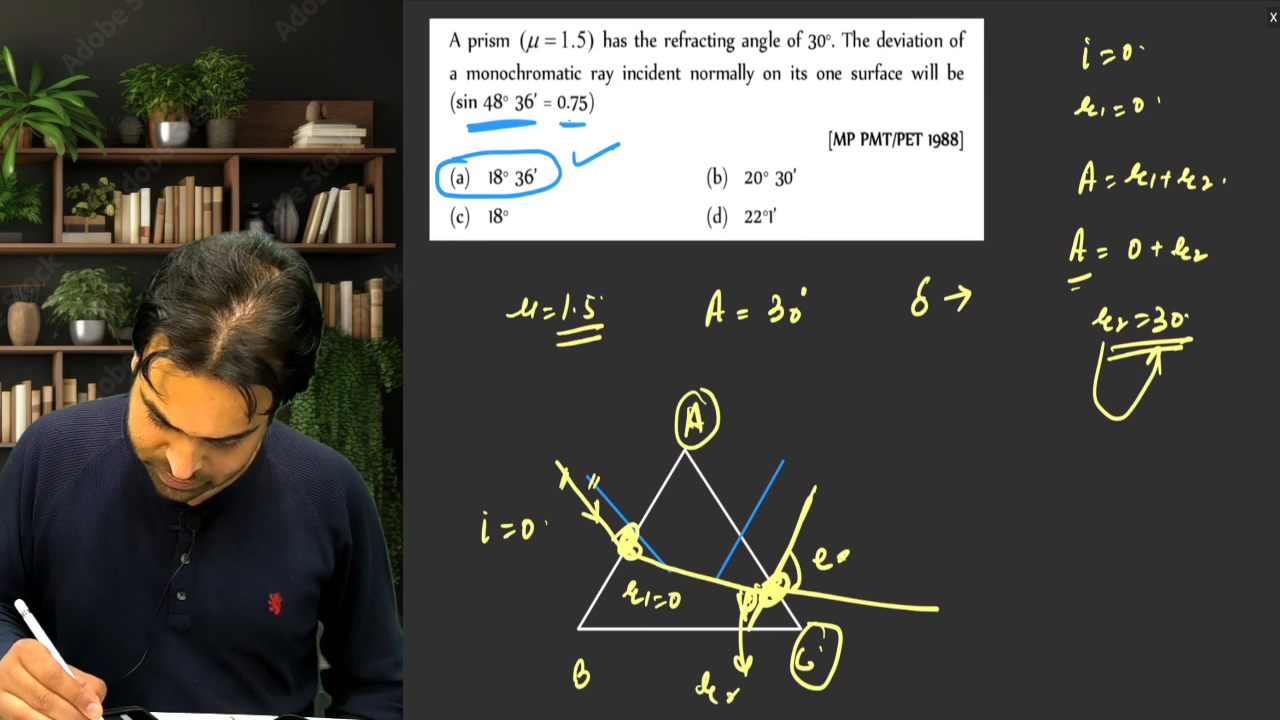 A prism (μ = 1.5) has the refracting angle of 30°. The deviation of
a monochromatic ray incident normally on its one surface will be
(sin 48° 36' = 0.75)
[MP PMT/PET 1988]
(a) 18° 36'
(b) 20° 30'
(c) 18°
(d) 22°1'
i = 0°
r1 = 0°
A = r1 + r2.
A = 0 + r2
r2 = 30°
μ = 1.5
A = 30°
δ →
A
i = 0°
r1 = 0
e
B
C
r2
X